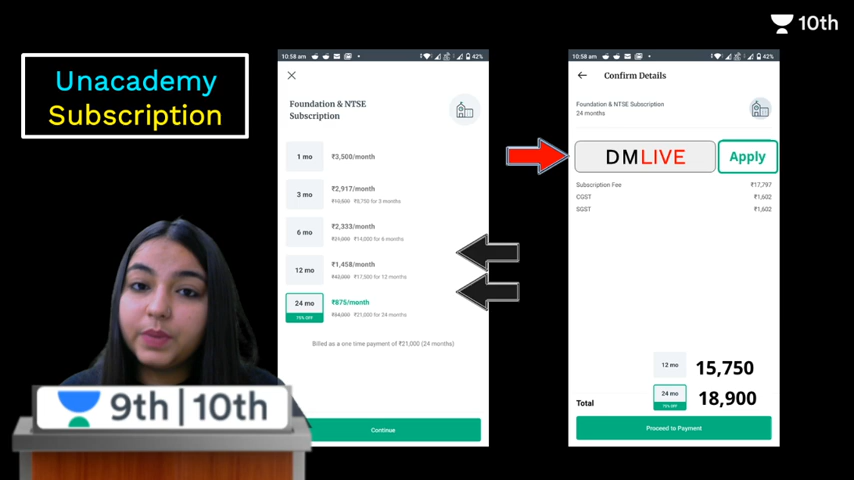 10th
Unacademy
Subscription
10:58 am
42%
Foundation & NTSE
Subscription
1 mo
₹3,500/month
3 mo
₹2,917/month
₹10,500 ₹8,750 for 3 months
6 mo
₹2,333/month
₹21,000 ₹14,000 for 6 months
12 mo
₹1,458/month
₹42,000 ₹17,500 for 12 months
24 mo
75% OFF
₹875/month
₹84,000 ₹21,000 for 24 months
Billed as a one time payment of ₹21,000 (24 months)
Continue
10:58 am
42%
Confirm Details
Foundation & NTSE Subscription
24 months
DMLIVE
Apply
Subscription Fee ₹17,797
CGST ₹1,602
SGST ₹1,602
12 mo 15,750
24 mo 18,900
75% OFF
Total
Proceed to Payment
9th|10th